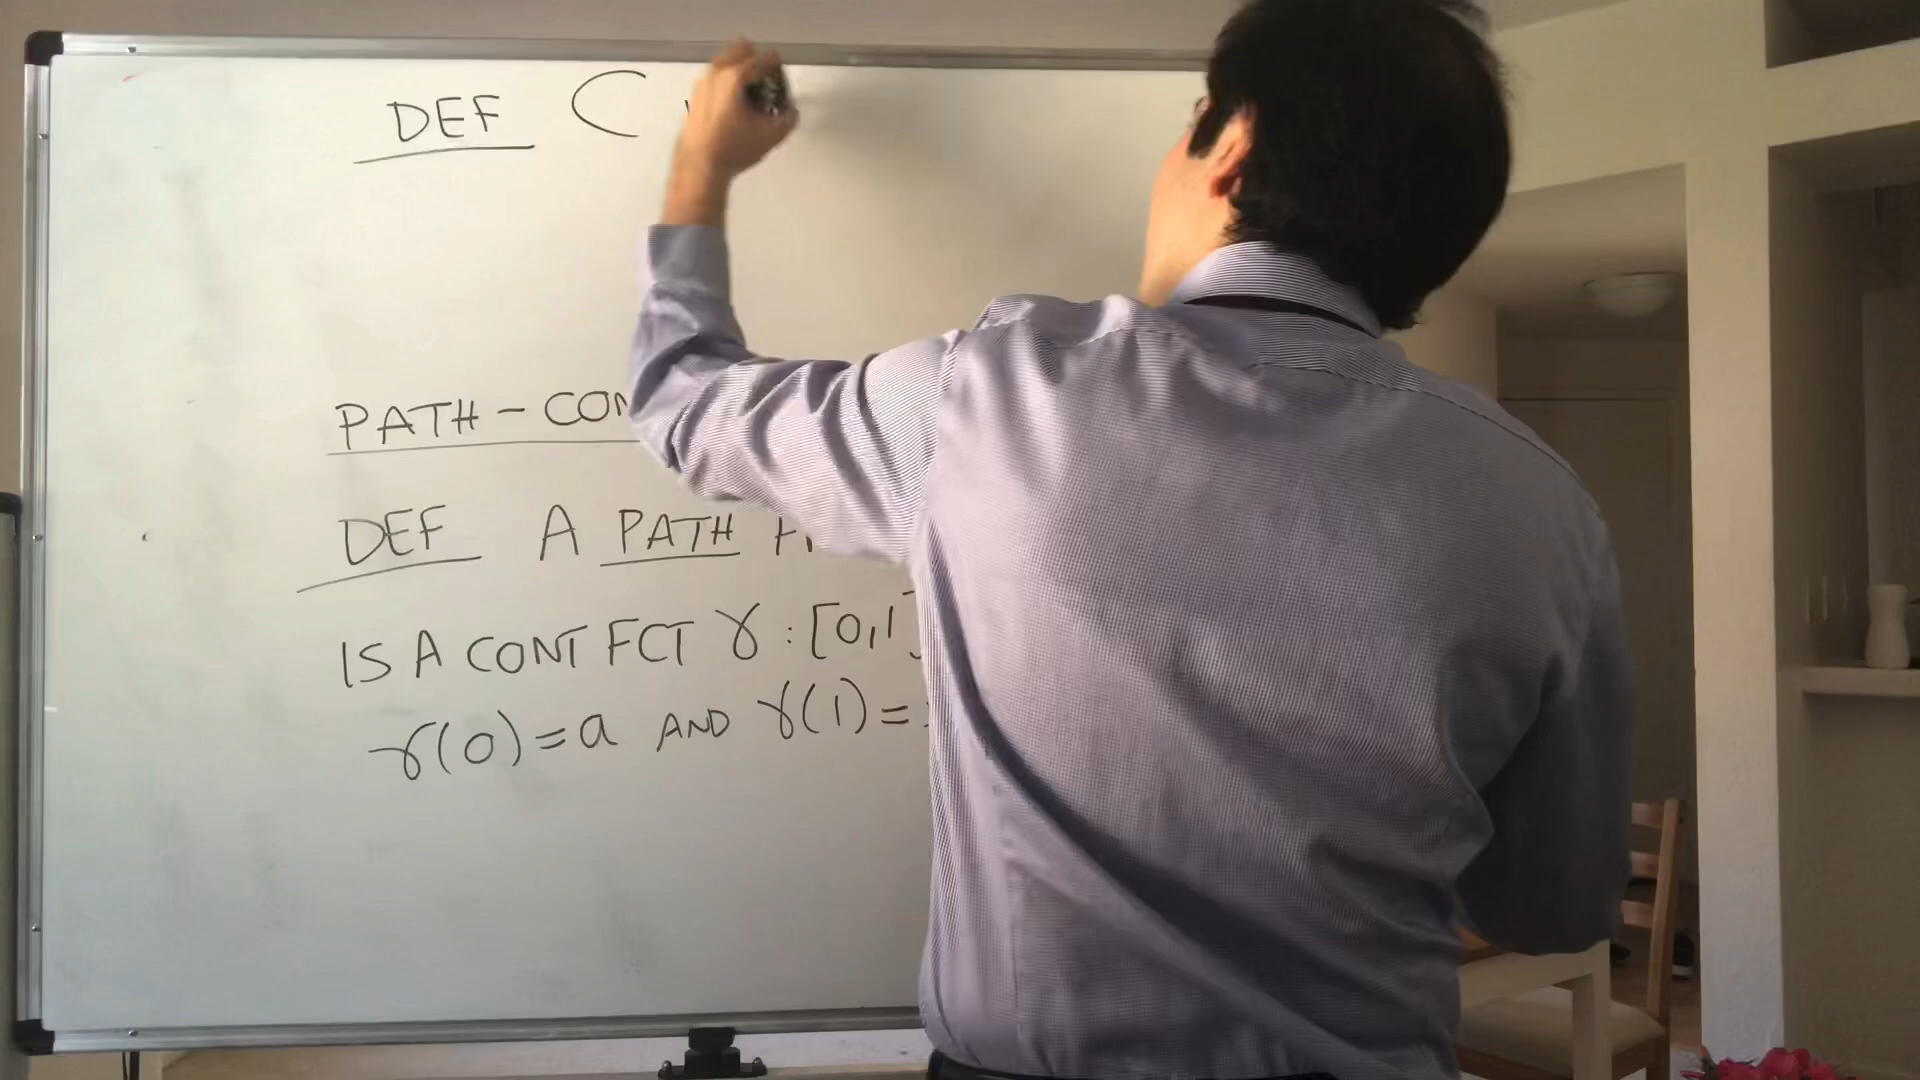 DEF C
PATH - CON
DEF A PATH
IS A CONT FCT γ : [0,1]
γ(0) = a AND γ(1) =